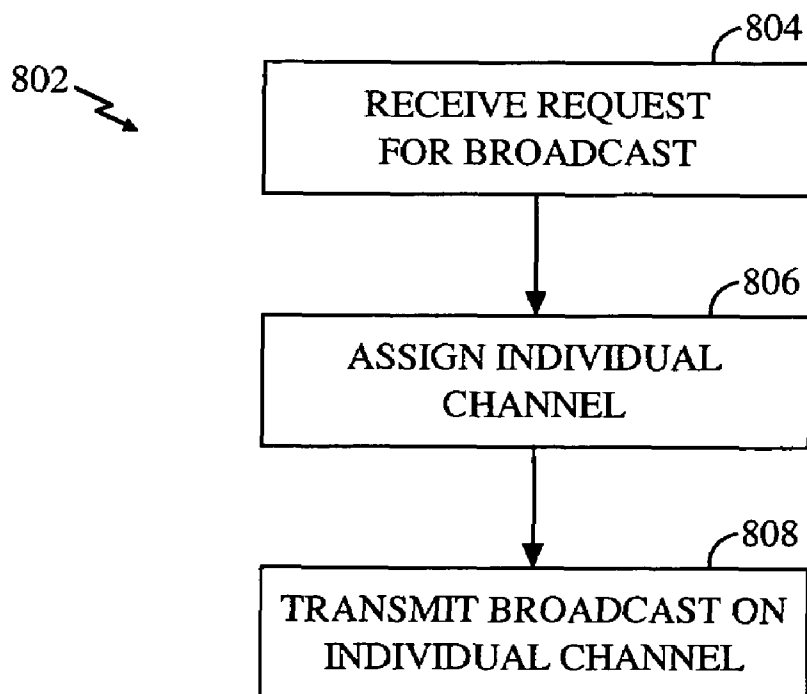 804
802
RECEIVE REQUEST
FOR BROADCAST
806
ASSIGN INDIVIDUAL
CHANNEL
808
TRANSMIT BROADCAST ON
INDIVIDUAL CHANNEL